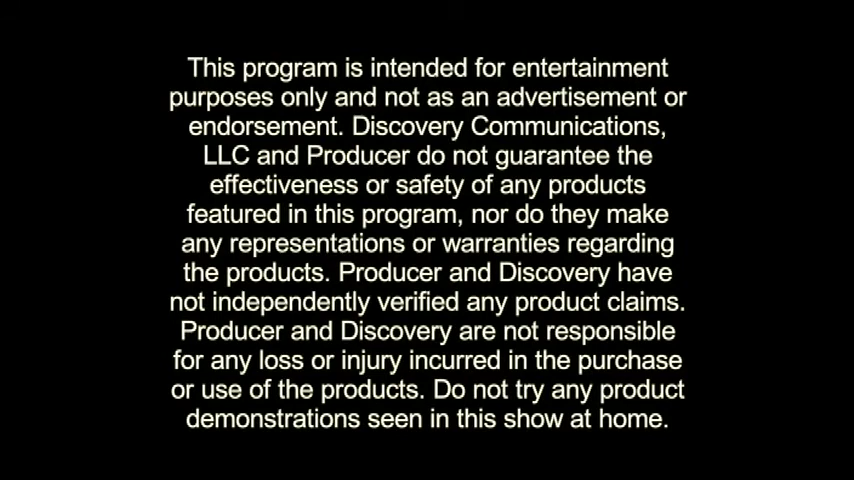 This program is intended for entertainment
purposes only and not as an advertisement or
endorsement. Discovery Communications,
LLC and Producer do not guarantee the
effectiveness or safety of any products
featured in this program, nor do they make
any representations or warranties regarding
the products. Producer and Discovery have
not independently verified any product claims.
Producer and Discovery are not responsible
for any loss or injury incurred in the purchase
or use of the products. Do not try any product
demonstrations seen in this show at home.